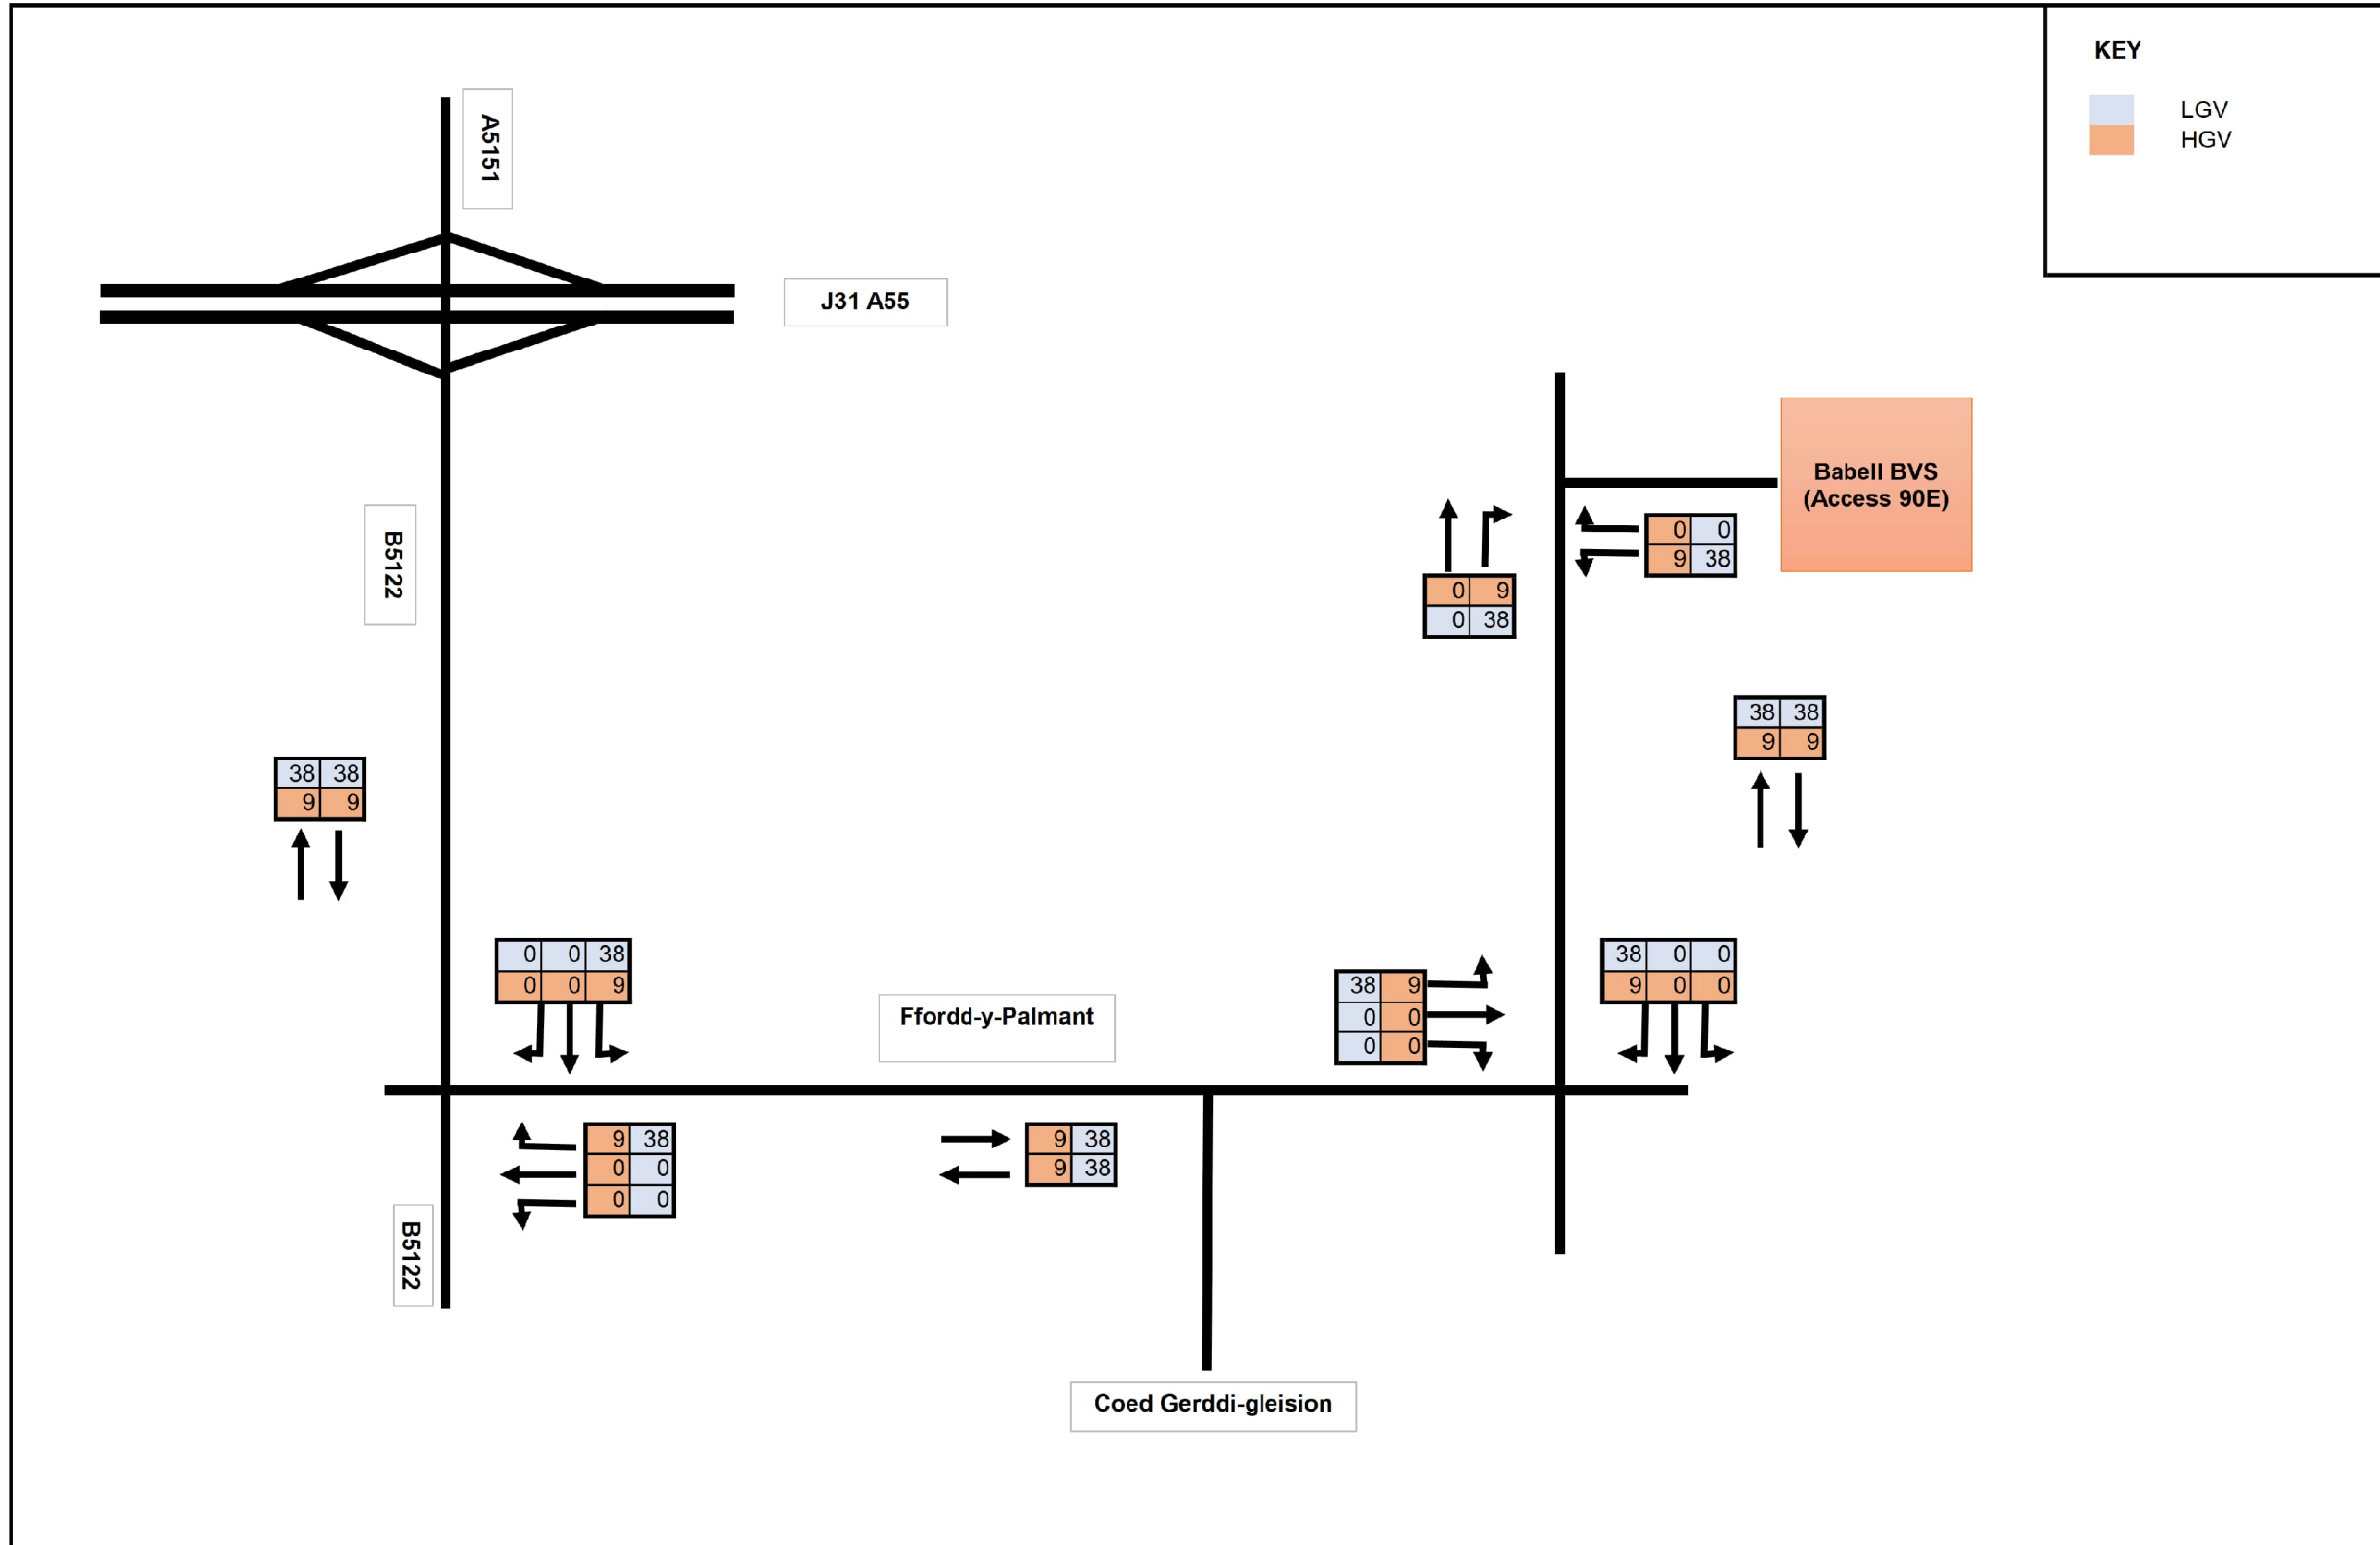 KEY
LGV
HGV
A5151
J31 A55
B5122
Babell BVS
(Access 90E)
0 0
9 38
0 9
0 38
38 38
9 9
38 38
9 9
0 0 38
0 0 9
Ffordd-y-Palmant
38 9
0 0
0 0
38 0 0
9 0 0
9 38
0 0
0 0
9 38
9 38
B5122
Coed Gerddi-gleision